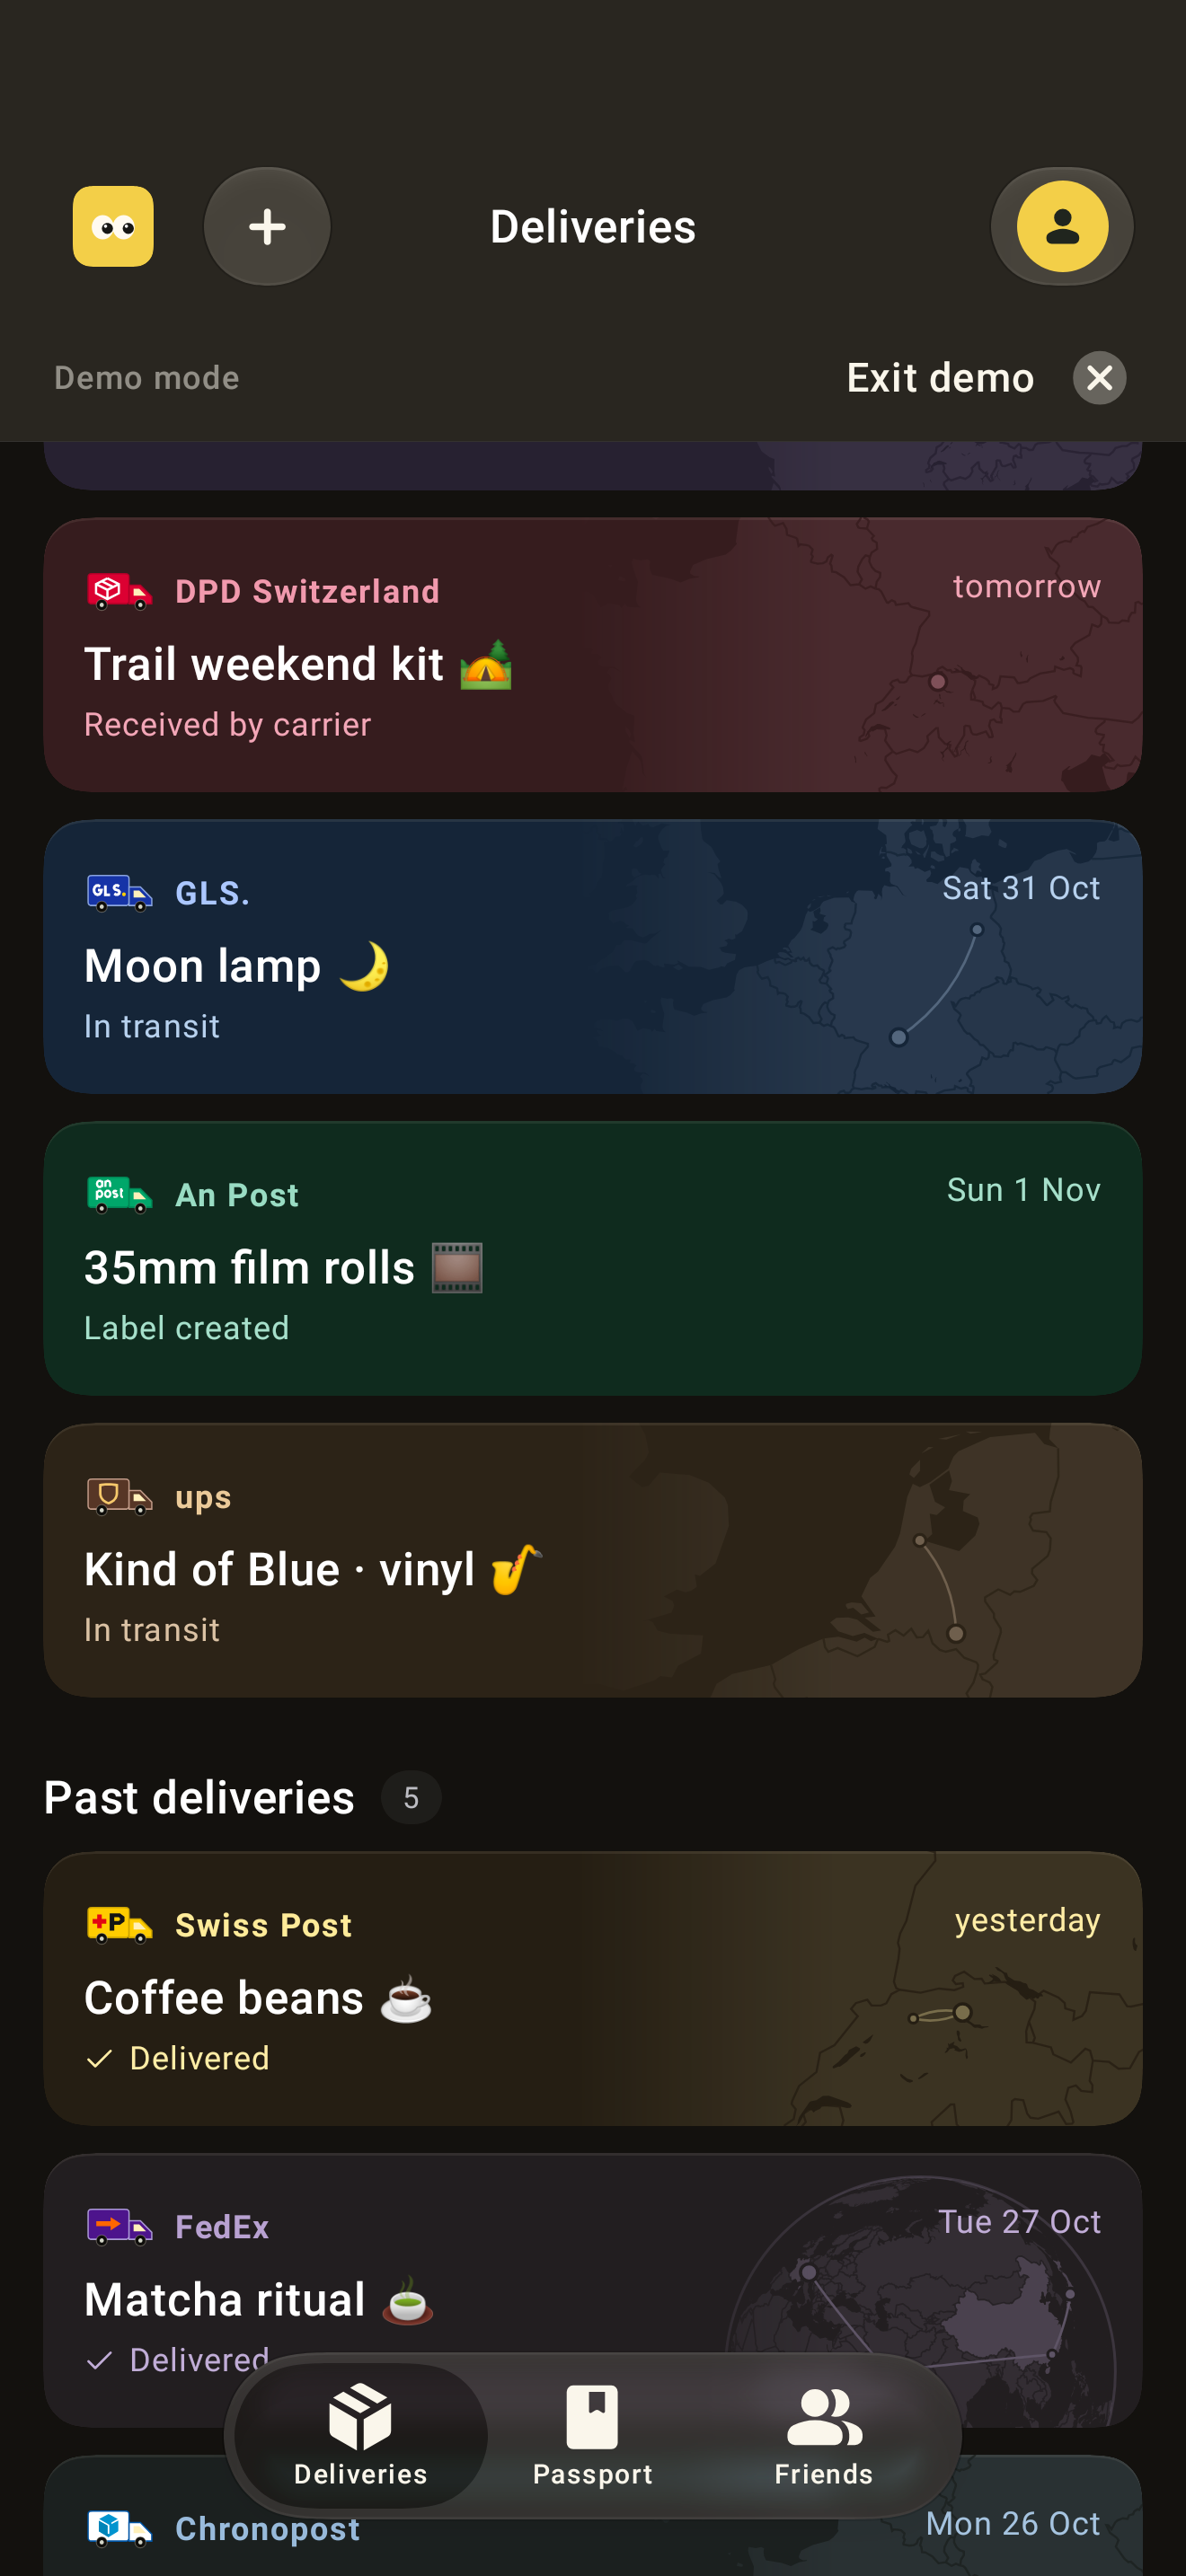 Deliveries
Demo mode
Exit demo
DPD Switzerland
tomorrow
Trail weekend kit 🏕️
Received by carrier
GLS.
GLS.
Sat 31 Oct
Moon lamp 🌙
In transit
an post
An Post
Sun 1 Nov
35mm film rolls 🎞️
Label created
ups
Kind of Blue · vinyl 🎷
In transit
Past deliveries 5
P
Swiss Post
yesterday
Coffee beans ☕
Delivered
FedEx
Tue 27 Oct
Matcha ritual 🍵
Delivered
Deliveries
Passport
Friends
Chronopost
Mon 26 Oct